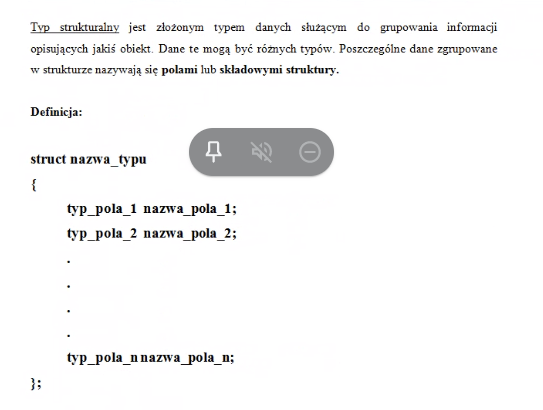 Typ strukturalny jest złożonym typem danych służącym do grupowania informacji
opisujących jakiś obiekt. Dane te mogą być różnych typów. Poszczególne dane zgrupowane
w strukturze nazywają się polami lub składowymi struktury.
Definicja:
struct nazwa_typu
{
typ_pola_1 nazwa_pola_1;
typ_pola_2 nazwa_pola_2;
.
.
.
.
typ_pola_n nazwa_pola_n;
};